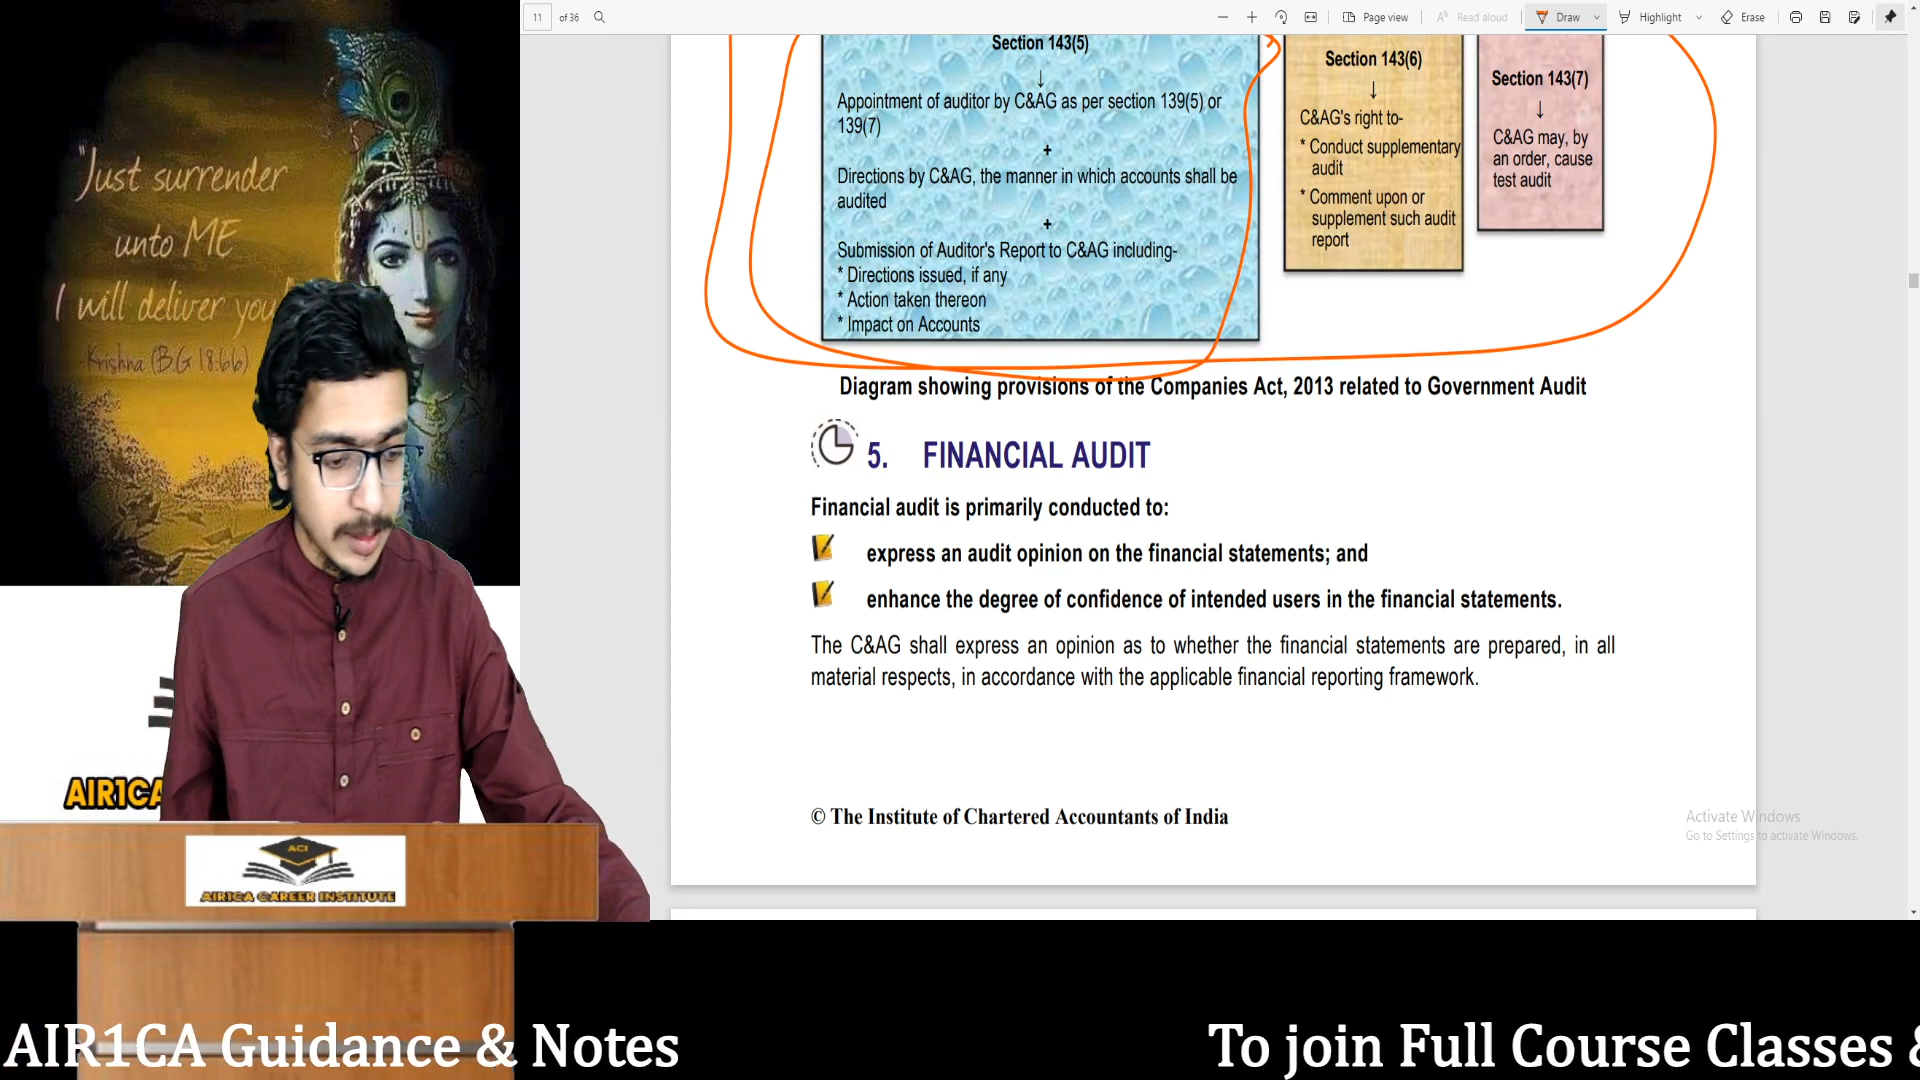 11 of 36
Page view
Read aloud
Draw
Highlight
Erase
"Just surrender
unto ME
I will deliver you"
- Krishna (B.G 18.66)
Section 143(5)
↓
Appointment of auditor by C&AG as per section 139(5) or
139(7)
+
Directions by C&AG, the manner in which accounts shall be
audited
+
Submission of Auditor's Report to C&AG including-
* Directions issued, if any
* Action taken thereon
* Impact on Accounts
Section 143(6)
↓
C&AG's right to-
* Conduct supplementary
audit
* Comment upon or
supplement such audit
report
Section 143(7)
↓
C&AG may, by
an order, cause
test audit
Diagram showing provisions of the Companies Act, 2013 related to Government Audit
5. FINANCIAL AUDIT
Financial audit is primarily conducted to:
express an audit opinion on the financial statements; and
enhance the degree of confidence of intended users in the financial statements.
The C&AG shall express an opinion as to whether the financial statements are prepared, in all
material respects, in accordance with the applicable financial reporting framework.
© The Institute of Chartered Accountants of India
Activate Windows
Go to Settings to activate Windows.
AIR1CA
ACI
AIR1CA CAREER INSTITUTE
AIR1CA Guidance & Notes
To join Full Course Classes &